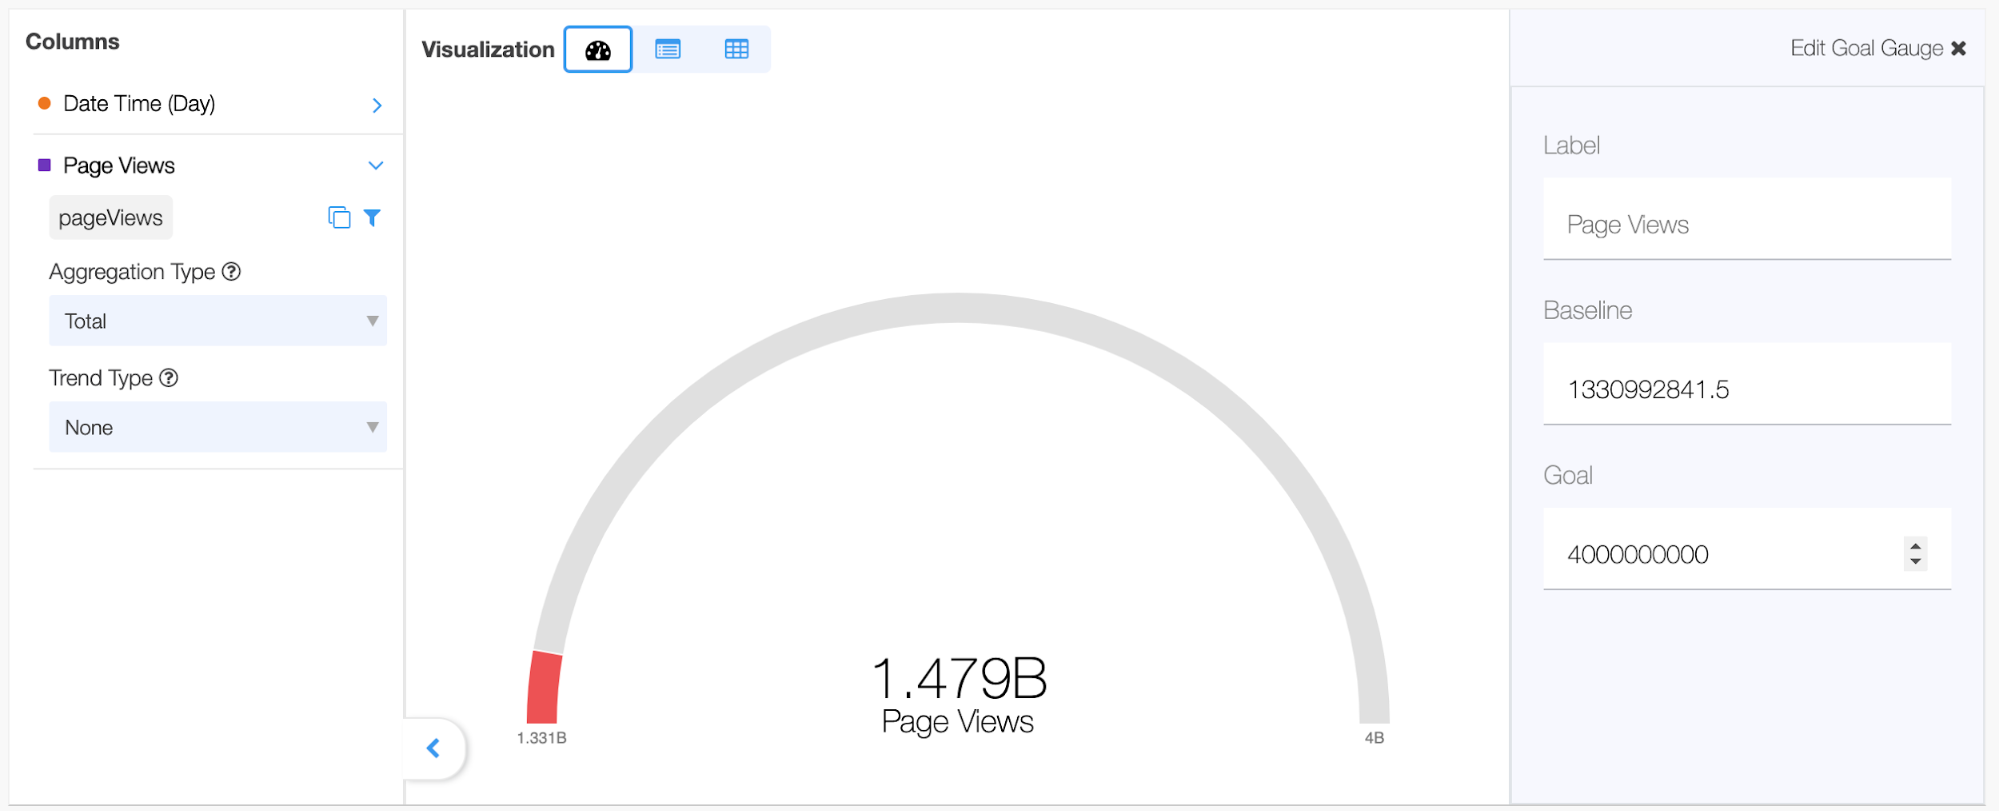 Columns
Date Time (Day)
Page Views
pageViews
Aggregation Type
Total
Trend Type
None
Visualization
1.479B
Page Views
1.331B
4B
Edit Goal Gauge
Label
Page Views
Baseline
1330992841.5
Goal
4000000000